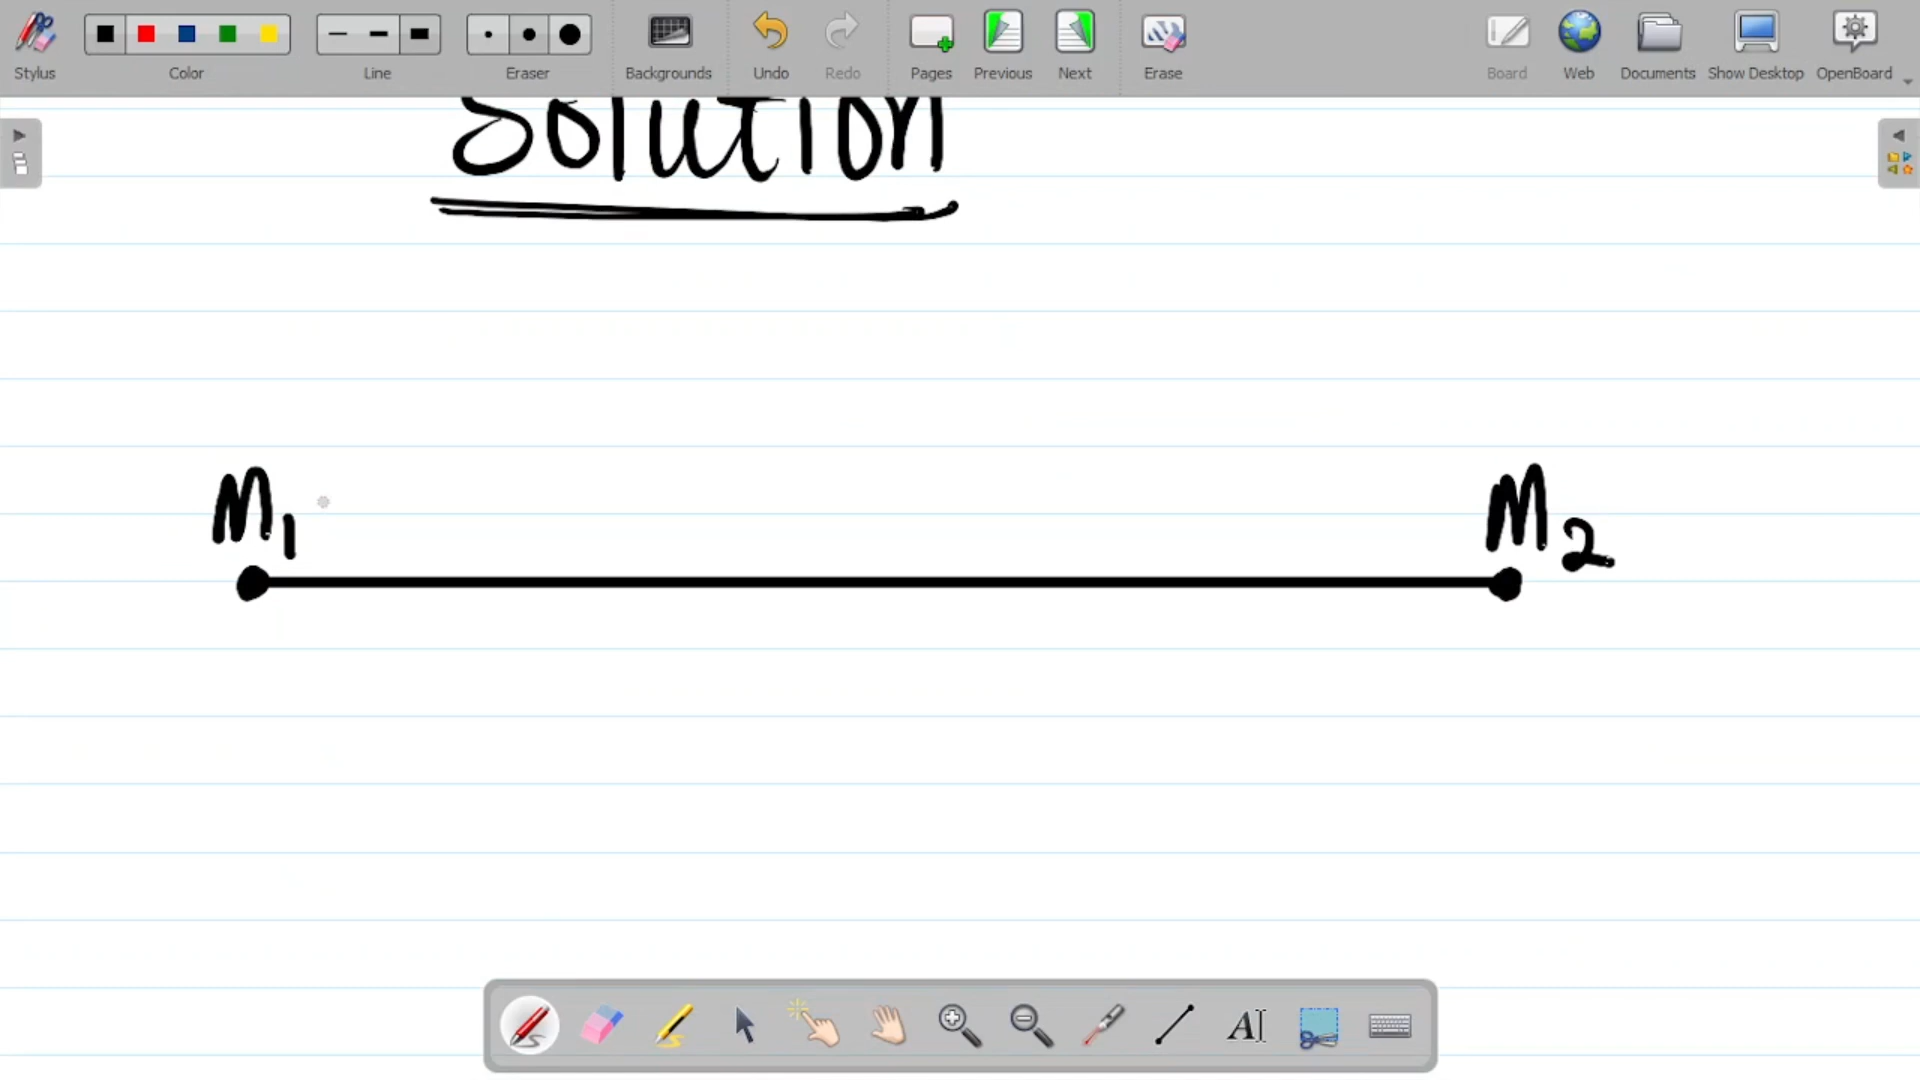 Stylus Color Line Eraser Backgrounds Undo Redo Pages Previous Next Erase Board Web Documents Show Desktop OpenBoard
Solution
M1 M2
AI